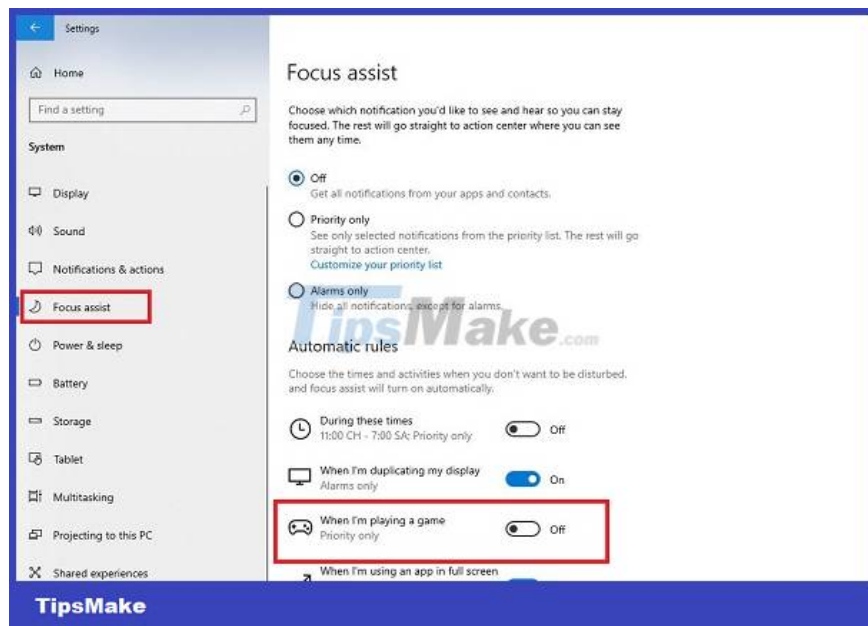 Settings
Home
Find a setting
System
Display
Sound
Notifications & actions
Focus assist
Power & sleep
Battery
Storage
Tablet
Multitasking
Projecting to this PC
Shared experiences
Focus assist
Choose which notification you'd like to see and hear so you can stay
focused. The rest will go straight to action center where you can see
them any time.
Off
Get all notifications from your apps and contacts.
Priority only
See only selected notifications from the priority list. The rest will go
straight to action center.
Customize your priority list
Alarms only
Hide all notifications, except for alarms.
TipsMake.com
Automatic rules
Choose the times and activities when you don't want to be disturbed,
and focus assist will turn on automatically.
During these times
11:00 CH - 7:00 SA; Priority only
Off
When I'm duplicating my display
Alarms only
On
When I'm playing a game
Priority only
Off
When I'm using an app in full screen
TipsMake